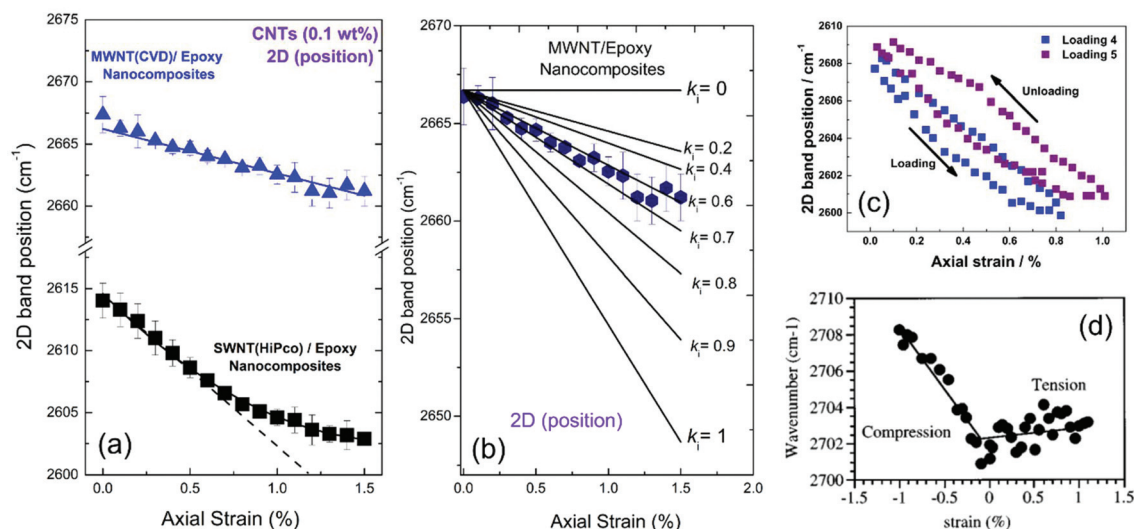 2675
2670
2665
2660
2615
2610
2605
2600
2D band position (cm⁻¹)
CNTs (0.1 wt%)
2D (position)
MWNT(CVD)/ Epoxy
Nanocomposites
SWNT(HiPco) / Epoxy
Nanocomposites
(a)
0.0 0.5 1.0 1.5
Axial Strain (%)
2670
2665
2660
2655
2650
2D band position (cm⁻¹)
MWNT/Epoxy
Nanocomposites
kᵢ= 0
kᵢ= 0.2
kᵢ= 0.4
kᵢ= 0.6
kᵢ= 0.7
kᵢ= 0.8
kᵢ= 0.9
kᵢ= 1
2D (position)
(b)
0.0 0.5 1.0 1.5 2.0
Axial Strain (%)
2610
2608
2606
2604
2602
2600
2D band position / cm⁻¹
Loading 4
Loading 5
Unloading
Loading
(c)
0.0 0.2 0.4 0.6 0.8 1.0
Axial strain / %
2710
2708
2706
2704
2702
2700
Wavenumber (cm-1)
(d)
Tension
Compression
-1.5 -1 -0.5 0 0.5 1 1.5
strain (%)